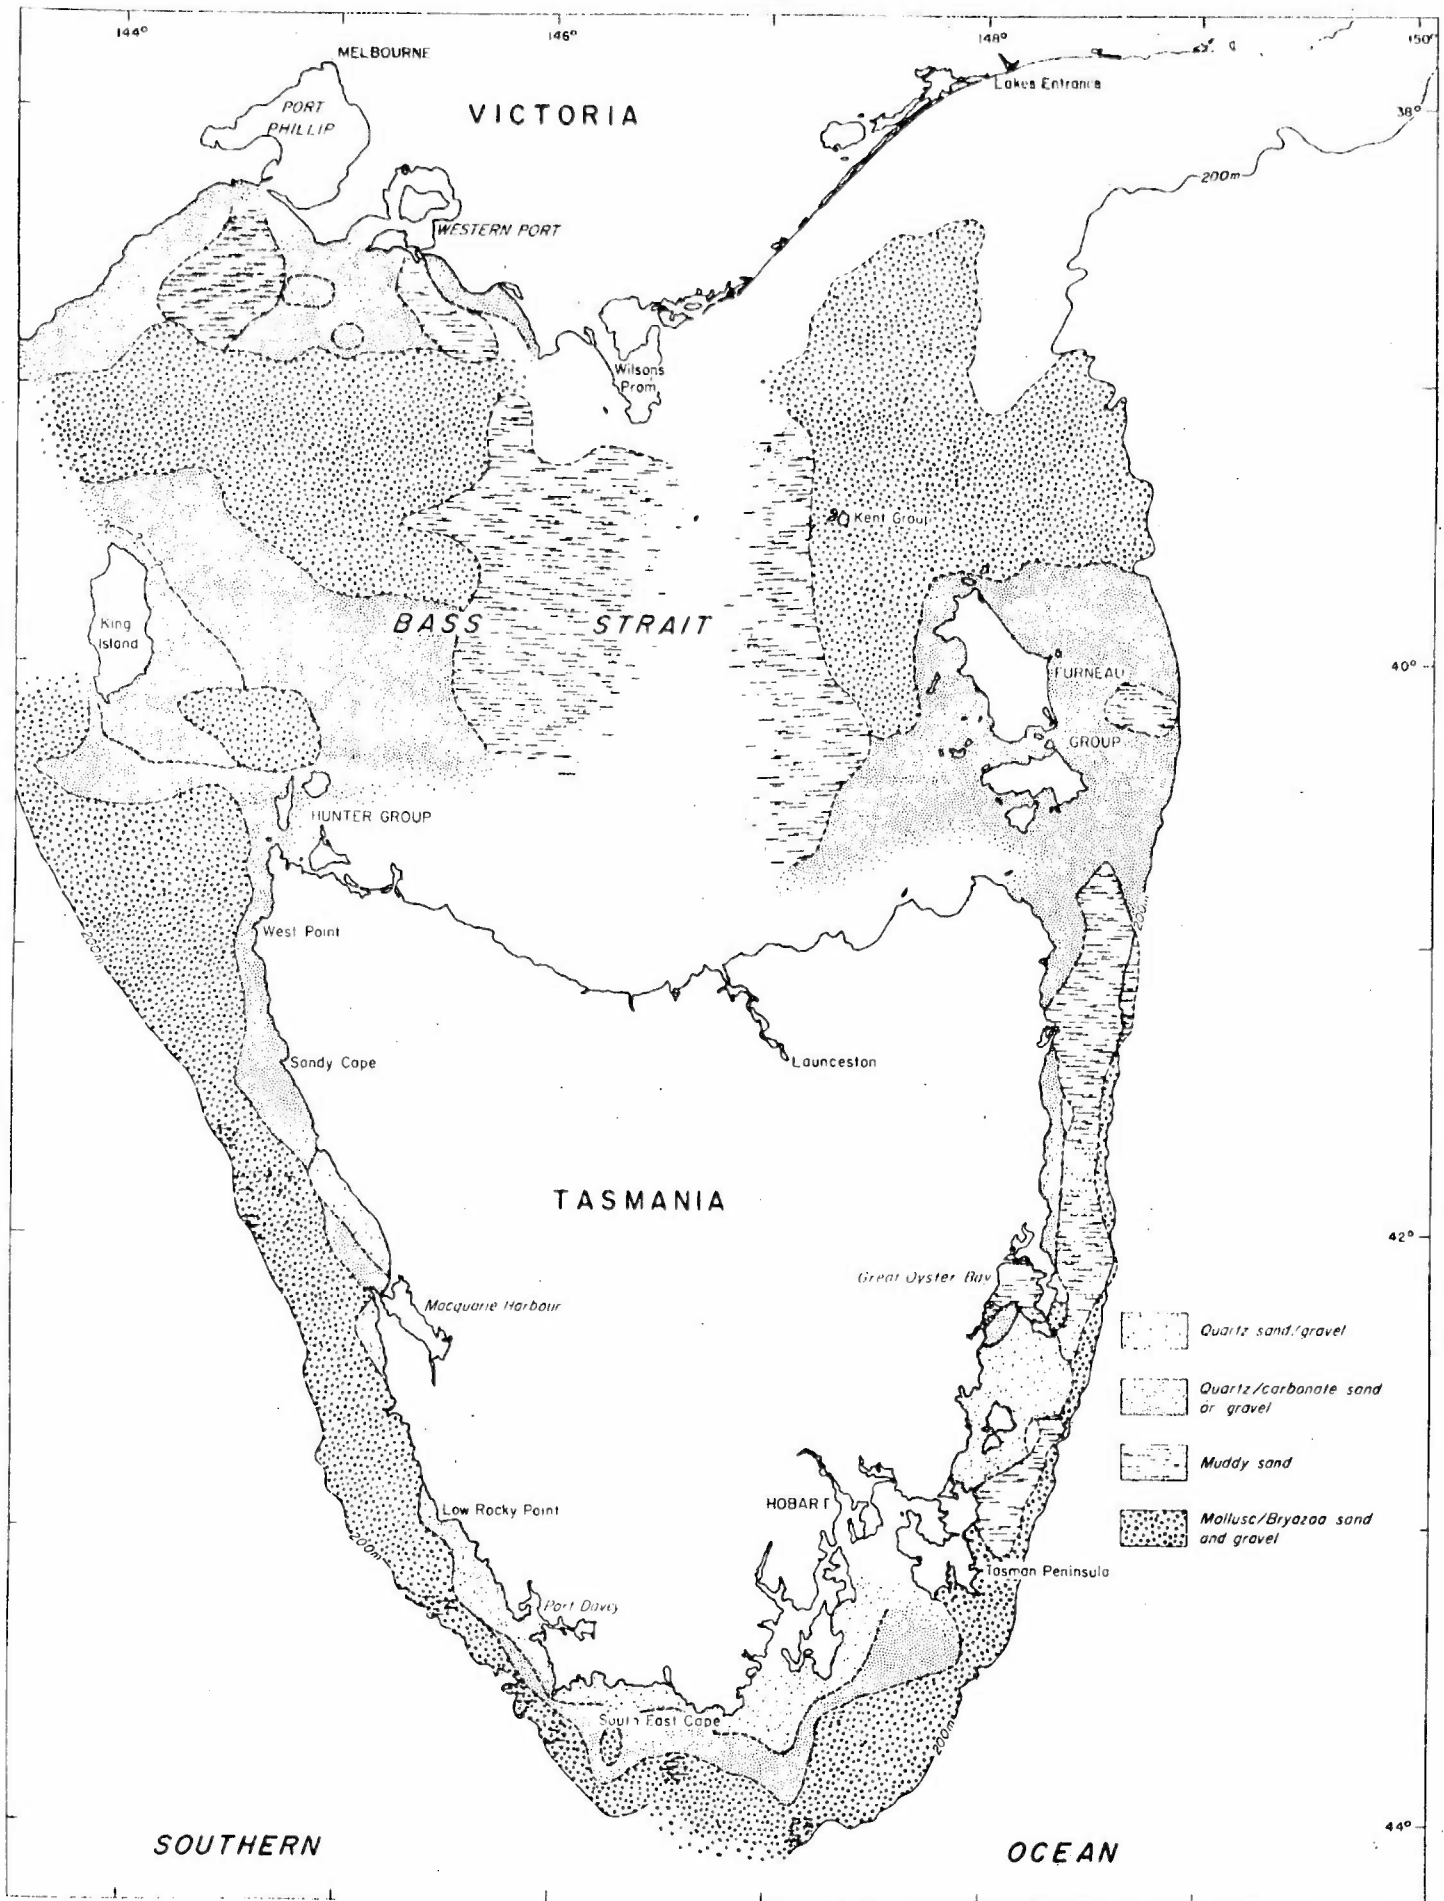 144°
146°
148°
150°
MELBOURNE
PORT
PHILLIP
VICTORIA
Lakes Entrance
38°
200m
WESTERN PORT
Wilsons
Prom
Kent Group
BASS STRAIT
King
Island
40°
FURNEAU
GROUP
HUNTER GROUP
200m
West Point
200m
Sandy Cape
Launceston
TASMANIA
42°
Great Oyster Bay
Macquarie Harbour
Quartz sand/gravel
Quartz/carbonate sand
or gravel
Muddy sand
HOBART
Low Rocky Point
Mollusc/Bryozoa sand
and gravel
200m
Tasman Peninsula
Port Davey
South East Cape
200m
44°
SOUTHERN
OCEAN